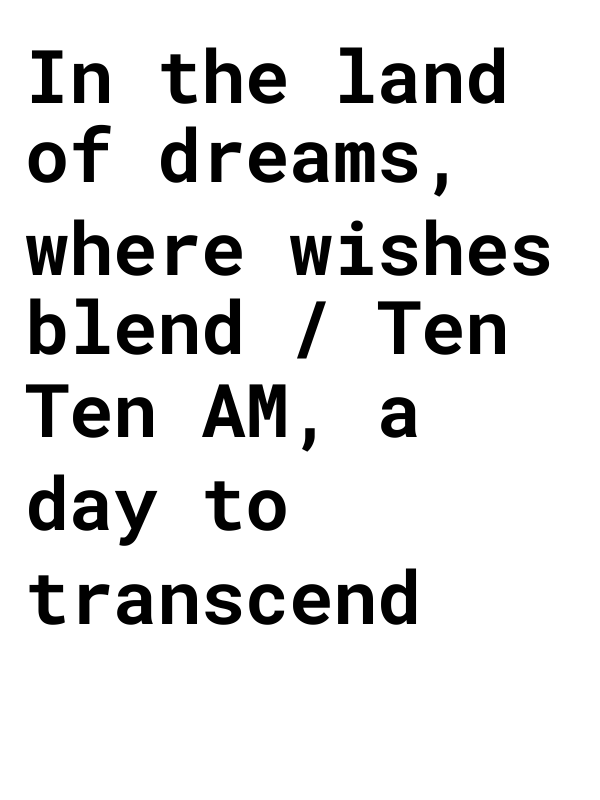 In the land
of dreams,
where wishes
blend / Ten
Ten AM, a
day to
transcend